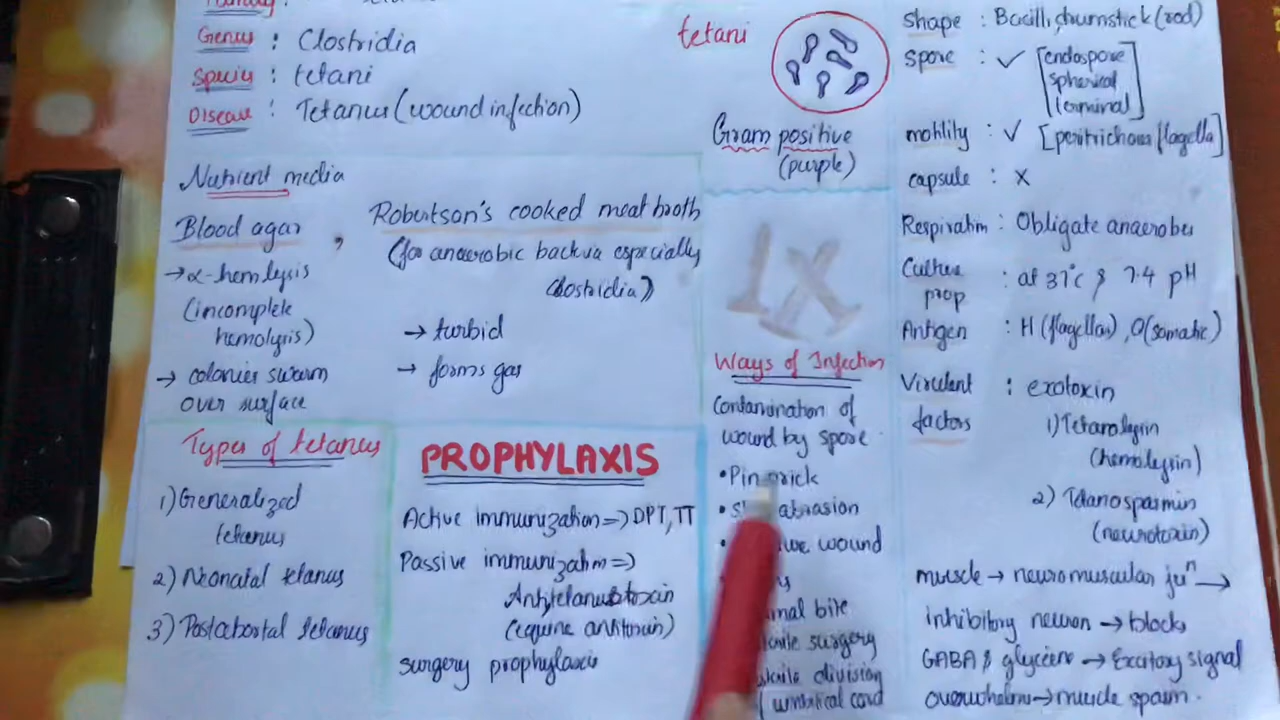 Genus : Clostridia
Species : tetani
Disease : Tetanus (wound infection)
tetani
Gram positive
(purple)
Shape : Bacilli, drumstick (rod)
spore : ✓ [endospore
spherical
terminal]
motility : ✓ [peritrichous flagella]
capsule : x
Respiration : Obligate anaerobes
Culture prop : at 37°c & 7.4 pH
Antigen : H (flagellar), O (somatic)
Virulent factors : exotoxin
1) Tetanolysin
(hemolysin)
2) Tetanospasmin
(neurotoxin)
muscle → neuromuscular juⁿ →
inhibitory neuron → blocks
GABA & glycine → Excitory signal
overwhelms → muscle spasm.
Nutrient media
Blood agar ,
→ α-hemolysis
(incomplete
hemolysis)
→ colonies swarm
over surface
Robertson's cooked meat broth
(for anaerobic bacteria especially
clostridia)
→ turbid
→ forms gas
Types of tetanus
1) Generalized
tetanus
2) Neonatal tetanus
3) Postabortal tetanus
PROPHYLAXIS
Active immunization => DPT, TT
Passive immunization =>
Antitetanus toxin
(equine antitoxin)
surgery prophylaxis
Ways of Infection
Contamination of
wound by spore
• Pin prick
• abrasion
wound
bite
surgery
division
umbilical cord